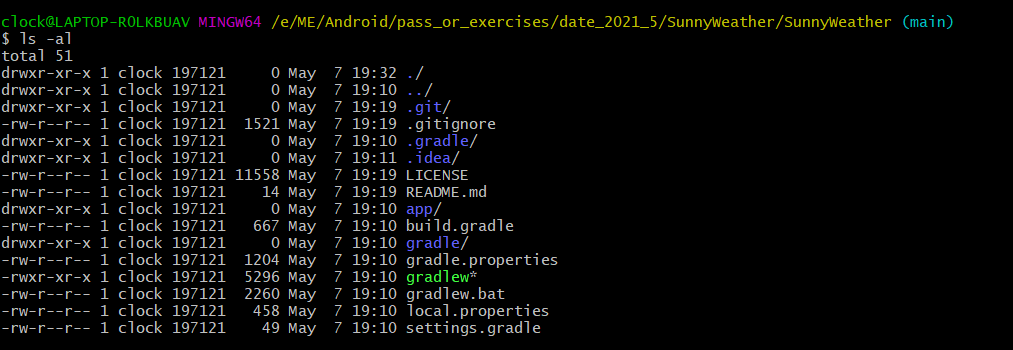 clock@LAPTOP-ROLKBUAV MINGW64 /e/ME/Android/pass_or_exercises/date_2021_5/SunnyWeather/SunnyWeather (main)
$ ls -al
total 51
drwxr-xr-x 1 clock 197121     0 May  7 19:32 ./
drwxr-xr-x 1 clock 197121     0 May  7 19:10 ../
drwxr-xr-x 1 clock 197121     0 May  7 19:19 .git/
-rw-r--r-- 1 clock 197121  1521 May  7 19:19 .gitignore
drwxr-xr-x 1 clock 197121     0 May  7 19:10 .gradle/
drwxr-xr-x 1 clock 197121     0 May  7 19:11 .idea/
-rw-r--r-- 1 clock 197121 11558 May  7 19:19 LICENSE
-rw-r--r-- 1 clock 197121    14 May  7 19:19 README.md
drwxr-xr-x 1 clock 197121     0 May  7 19:10 app/
-rw-r--r-- 1 clock 197121   667 May  7 19:10 build.gradle
drwxr-xr-x 1 clock 197121     0 May  7 19:10 gradle/
-rw-r--r-- 1 clock 197121  1204 May  7 19:10 gradle.properties
-rwxr-xr-x 1 clock 197121  5296 May  7 19:10 gradlew*
-rw-r--r-- 1 clock 197121  2260 May  7 19:10 gradlew.bat
-rw-r--r-- 1 clock 197121   458 May  7 19:10 local.properties
-rw-r--r-- 1 clock 197121    49 May  7 19:10 settings.gradle